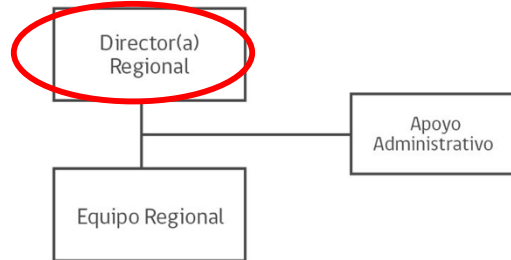 Director(a)
Regional
Apoyo
Administrativo
Equipo Regional